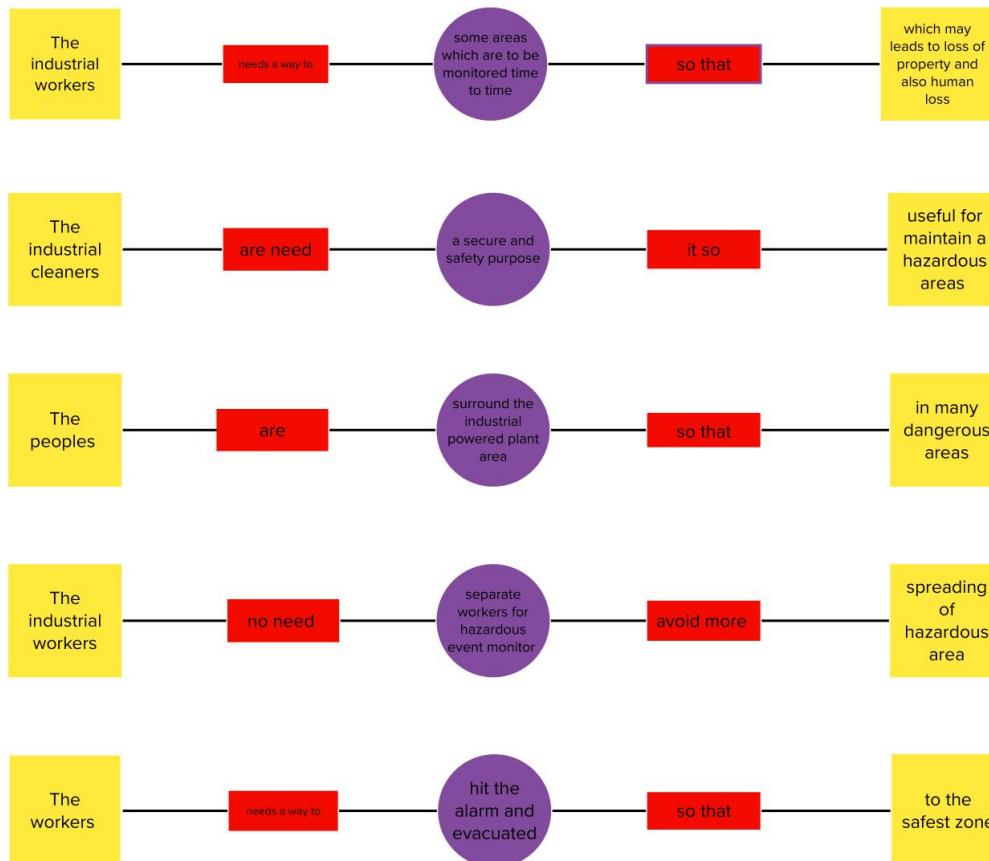 The
industrial
workers
needs a way to
some areas
which are to be
monitored time
to time
so that
which may
leads to loss of
property and
also human
loss
The
industrial
cleaners
are need
a secure and
safety purpose
it so
useful for
maintain a
hazardous
areas
The
peoples
are
surround the
industrial
powered plant
area
so that
in many
dangerous
areas
The
industrial
workers
no need
separate
workers for
hazardous
event monitor
avoid more
spreading
of
hazardous
area
The
workers
needs a way to
hit the
alarm and
evacuated
so that
to the
safest zone